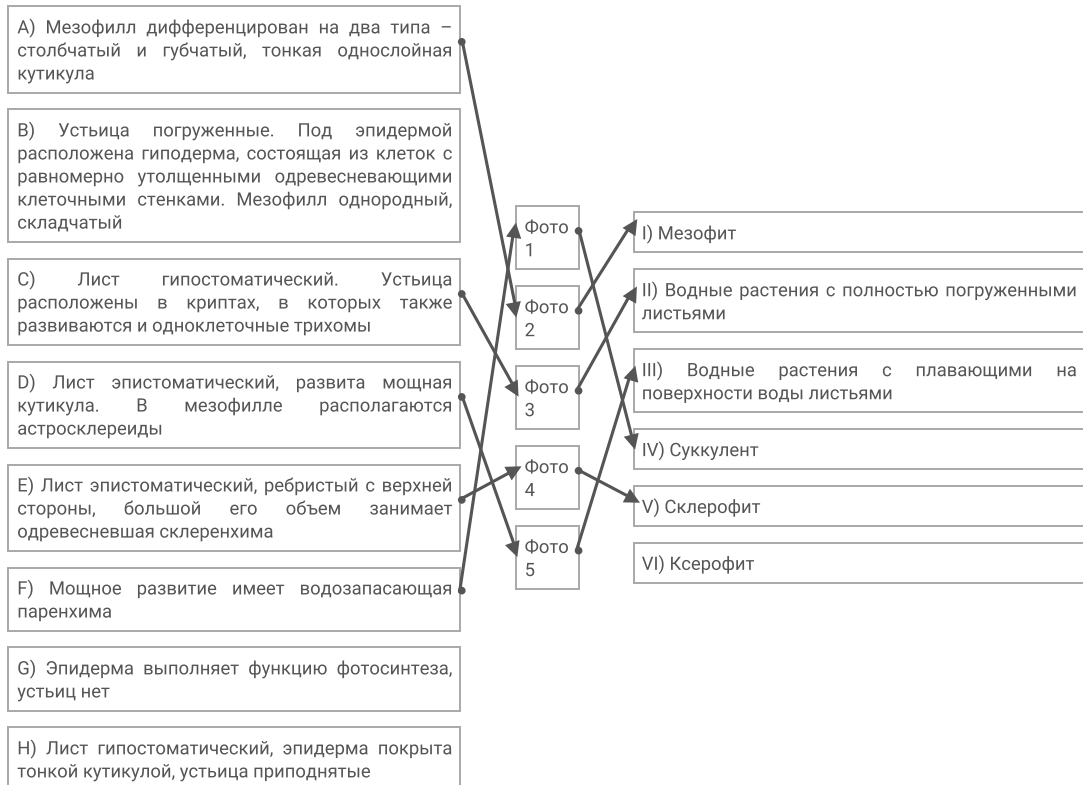 A) Мезофилл дифференцирован на два типа –
столбчатый и губчатый, тонкая однослойная
кутикула
B) Устьица погруженные. Под эпидермой
расположена гиподерма, состоящая из клеток с
равномерно утолщенными одревесневающими
клеточными стенками. Мезофилл однородный,
складчатый
C) Лист гипостоматический. Устьица
расположены в криптах, в которых также
развиваются и одноклеточные трихомы
D) Лист эпистоматический, развита мощная
кутикула. В мезофилле располагаются
астросклереиды
E) Лист эпистоматический, ребристый с верхней
стороны, большой его объем занимает
одревесневшая склеренхима
F) Мощное развитие имеет водозапасающая
паренхима
G) Эпидерма выполняет функцию фотосинтеза,
устьиц нет
H) Лист гипостоматический, эпидерма покрыта
тонкой кутикулой, устьица приподнятые
Фото
1
Фото
2
Фото
3
Фото
4
Фото
5
I) Мезофит
II) Водные растения с полностью погруженными
листьями
III) Водные растения с плавающими на
поверхности воды листьями
IV) Суккулент
V) Склерофит
VI) Ксерофит